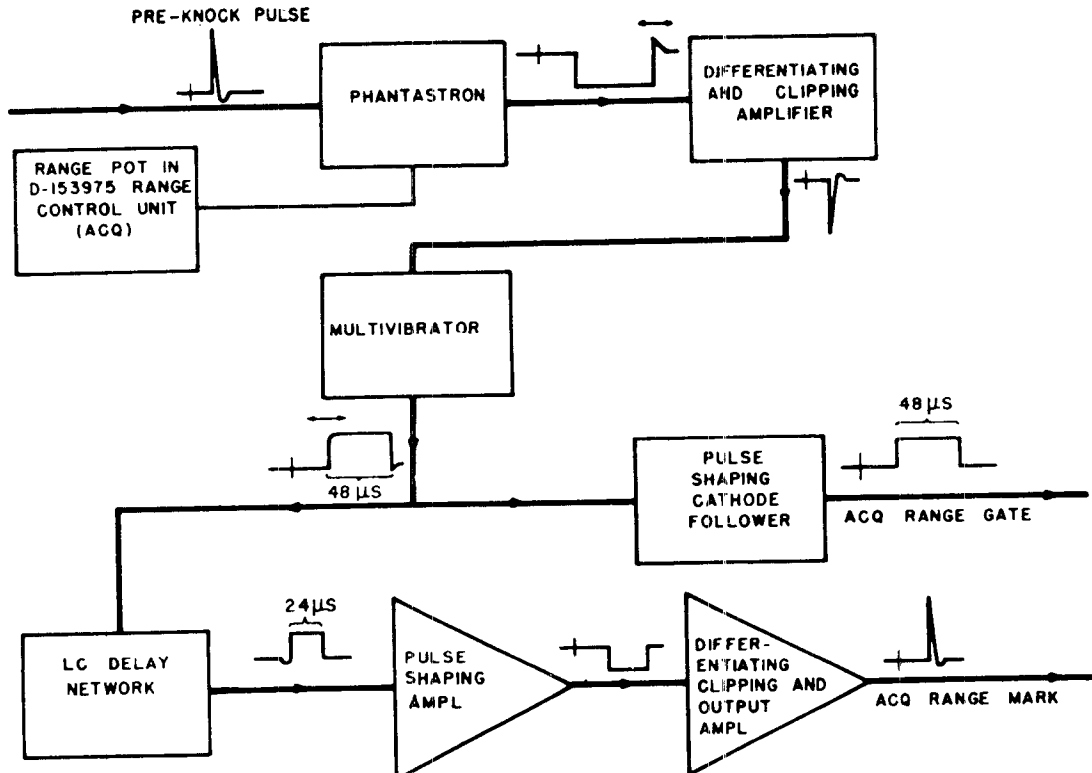 PRE-KNOCK PULSE
PHANTASTRON
DIFFERENTIATING
AND CLIPPING
AMPLIFIER
RANGE POT IN
D-153975 RANGE
CONTROL UNIT
(ACQ)
MULTIVIBRATOR
48 μS
48 μS
PULSE
SHAPING
CATHODE
FOLLOWER
ACQ RANGE GATE
24 μS
LC DELAY
NETWORK
PULSE
SHAPING
AMPL
DIFFER-
ENTIATING
CLIPPING AND
OUTPUT
AMPL
ACQ RANGE MARK